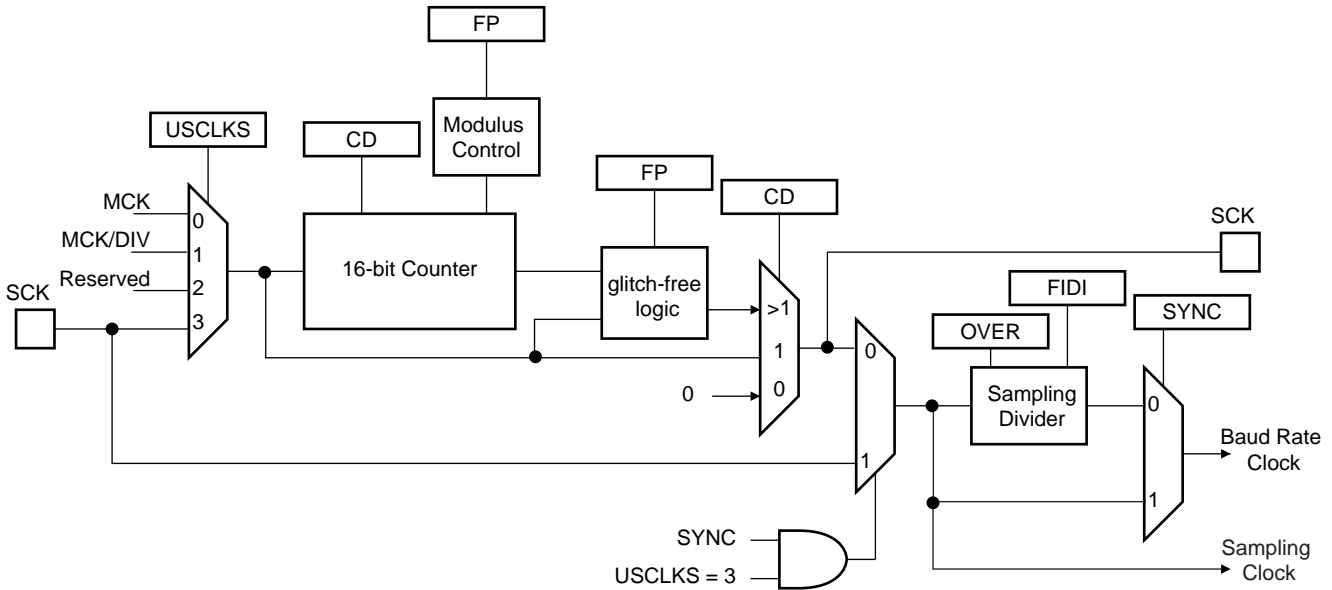 FP
USCLKS
CD
Modulus
Control
FP
CD
SCK
MCK
0
MCK/DIV
1
16-bit Counter
Reserved
2
SCK
3
glitch-free
logic
>1
1
0
0
FIDI
OVER
SYNC
0
Sampling
Divider
0
Baud Rate
Clock
1
1
SYNC
USCLKS = 3
Sampling
Clock